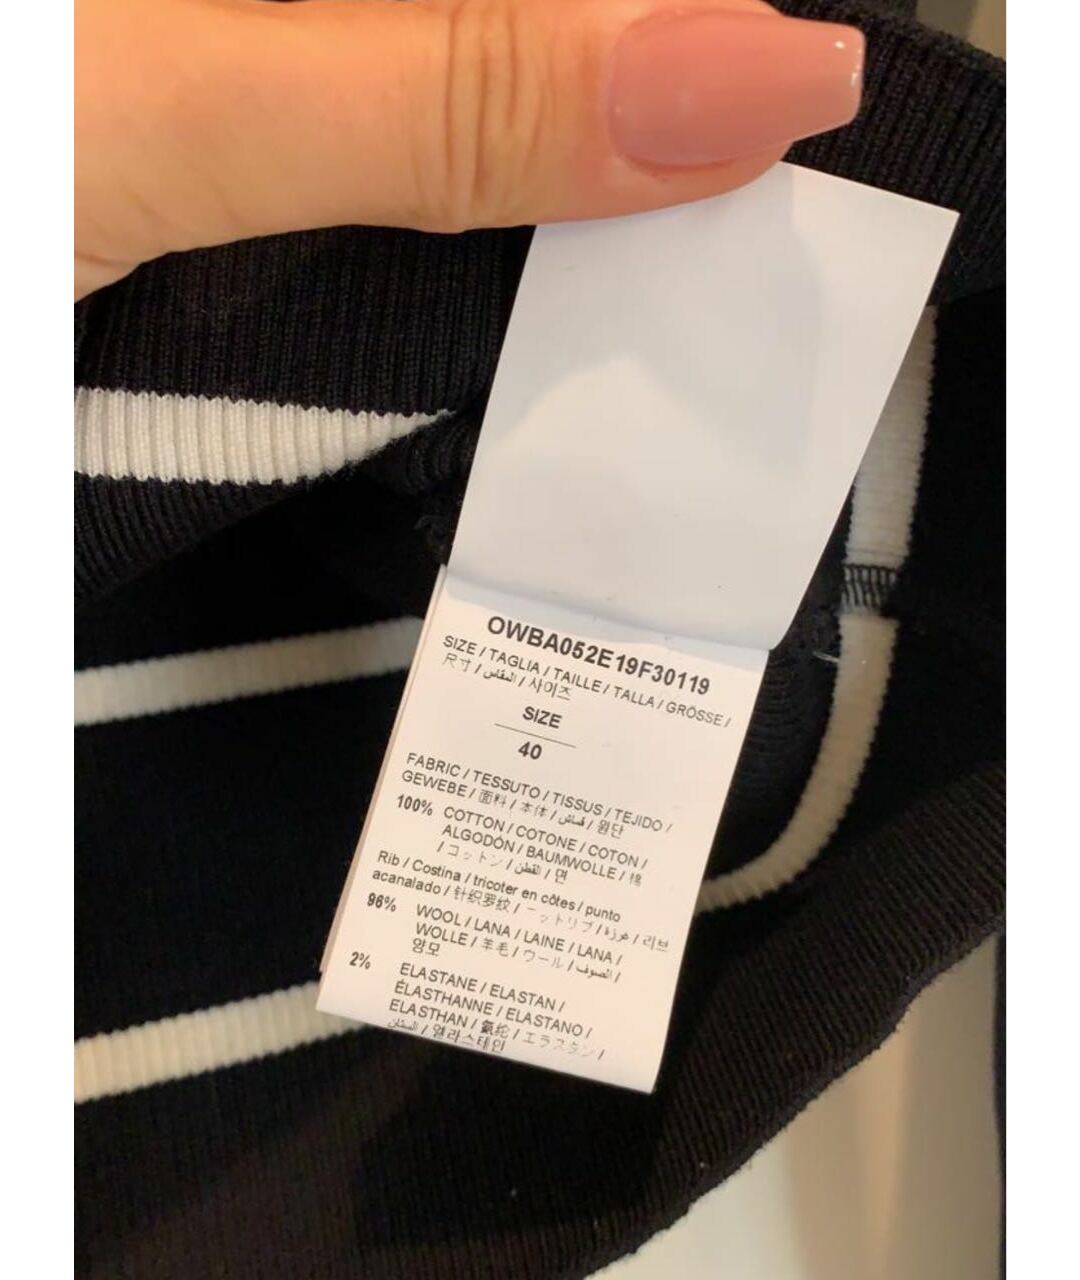 OWBA052E19F30119
SIZE / TAGLIA / TAILLE / TALLA / GRÖSSE /
尺寸 / المقاس / 사이즈
SIZE
40
FABRIC / TESSUTO / TISSUS / TEJIDO /
GEWEBE / 面料 / 本体 / قماش / 원단
100% COTTON / COTONE / COTON /
ALGODÓN / BAUMWOLLE / 棉
/ コットン / القطن / 면
Rib / Costina / tricoter en côtes / punto
acanalado / 针织罗纹 / ニットリブ / / 리브
96% WOOL / LANA / LAINE / LANA /
WOLLE / 羊毛 / ウール / الصوف /
양모
2% ELASTANE / ELASTAN /
ÉLASTHANNE / ELASTANO /
ELASTHAN / 氨纶 / エラスタン /
/ 엘라스테인